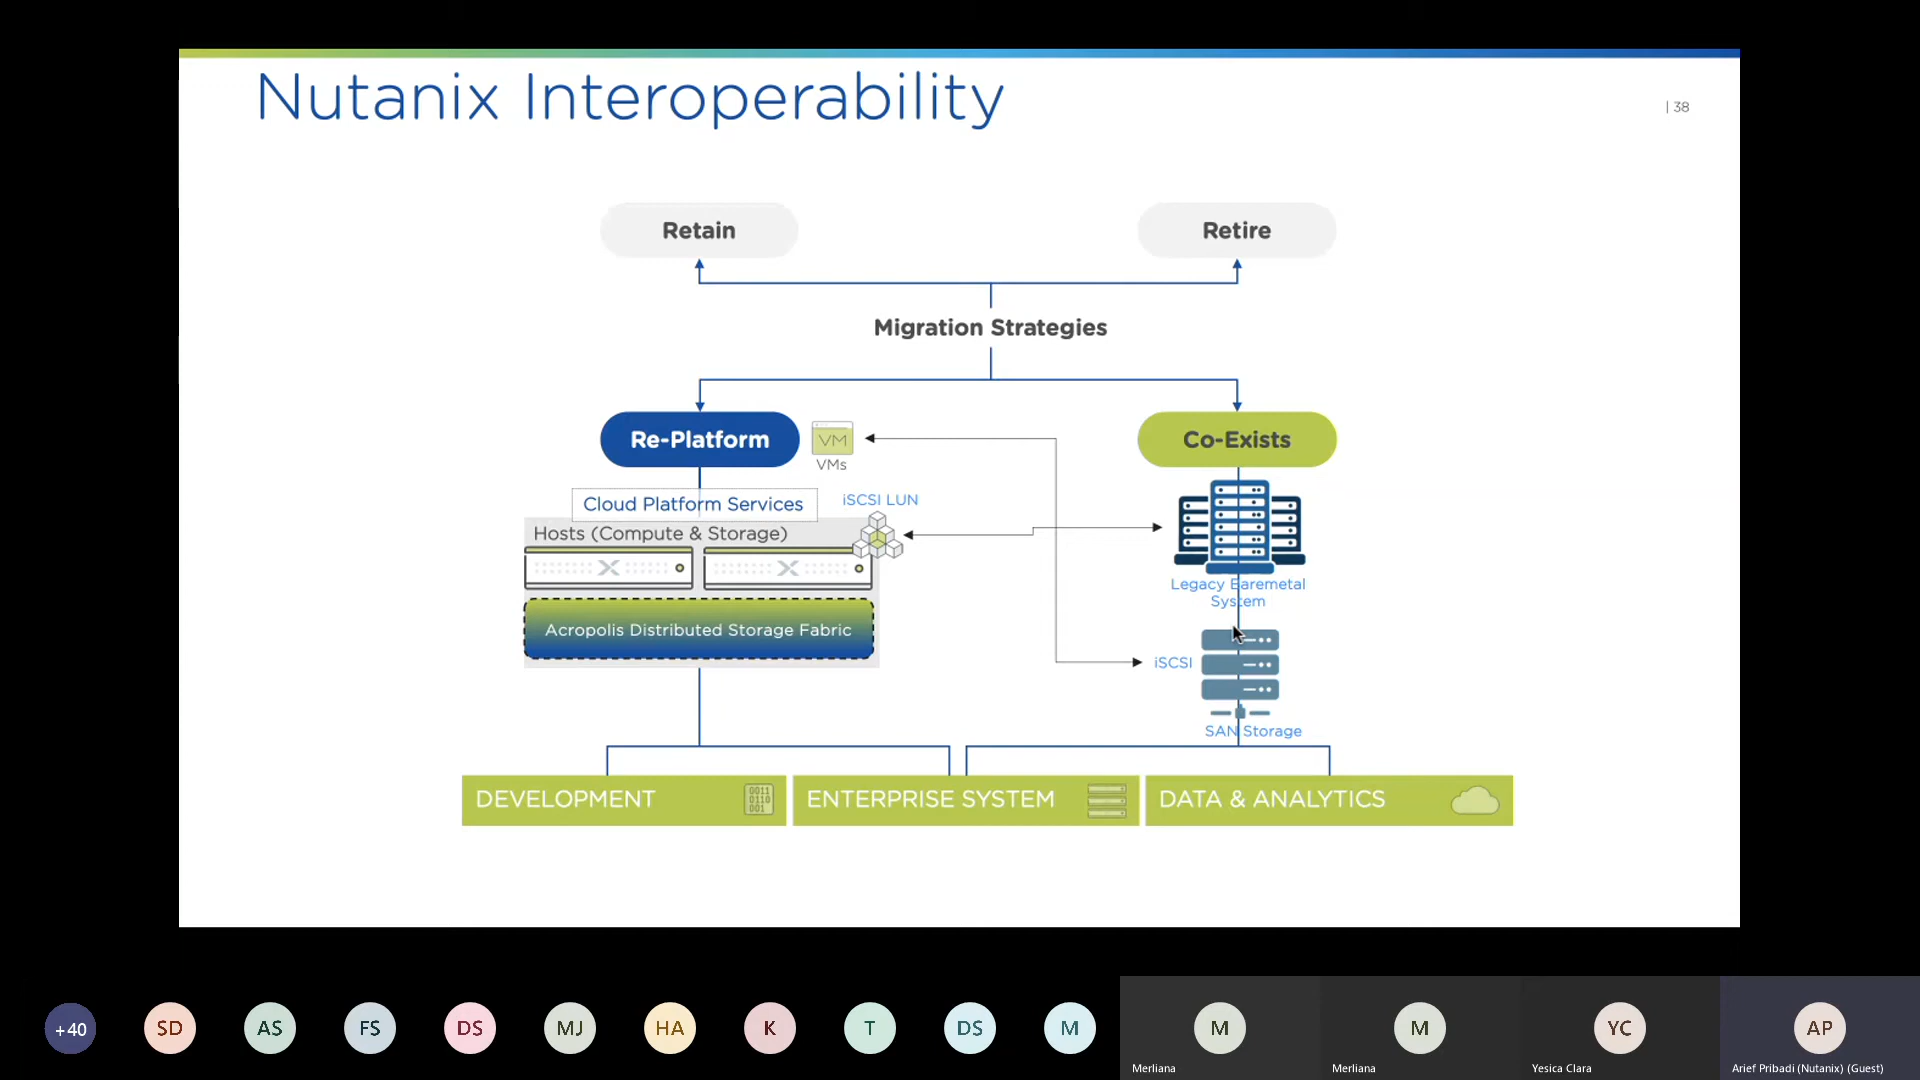 Nutanix Interoperability
| 38
Retain
Retire
Migration Strategies
Re-Platform
VM
VMs
Co-Exists
Cloud Platform Services
iSCSI LUN
Hosts (Compute & Storage)
Legacy Baremetal
System
Acropolis Distributed Storage Fabric
iSCSI
SAN Storage
DEVELOPMENT
0011
0110
001
ENTERPRISE SYSTEM
DATA & ANALYTICS
+40
SD
AS
FS
DS
MJ
HA
K
T
DS
M
M
M
YC
AP
Merliana
Merliana
Yesica Clara
Arief Pribadi (Nutanix) (Guest)